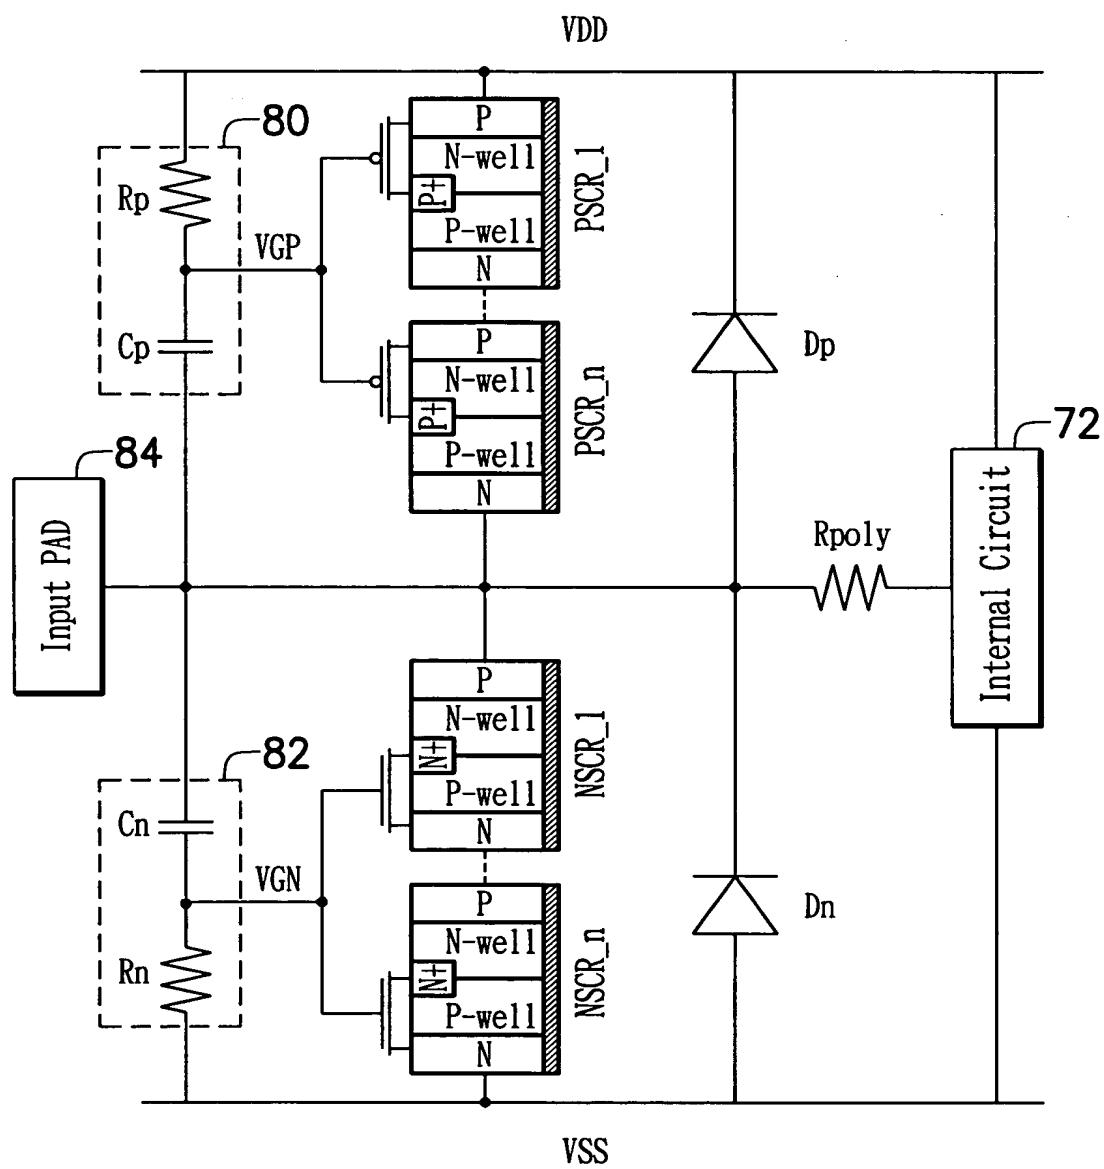 VDD
80
P
N-well
P+
P-well
N
PSCR_1
Rp
VGP
Cp
P
N-well
P+
P-well
N
PSCR_n
Dp
84
72
Input PAD
Rpoly
Internal Circuit
P
N-well
N+
P-well
N
NSCR_1
82
Cn
VGN
Rn
P
N-well
N+
P-well
N
NSCR_n
Dn
VSS